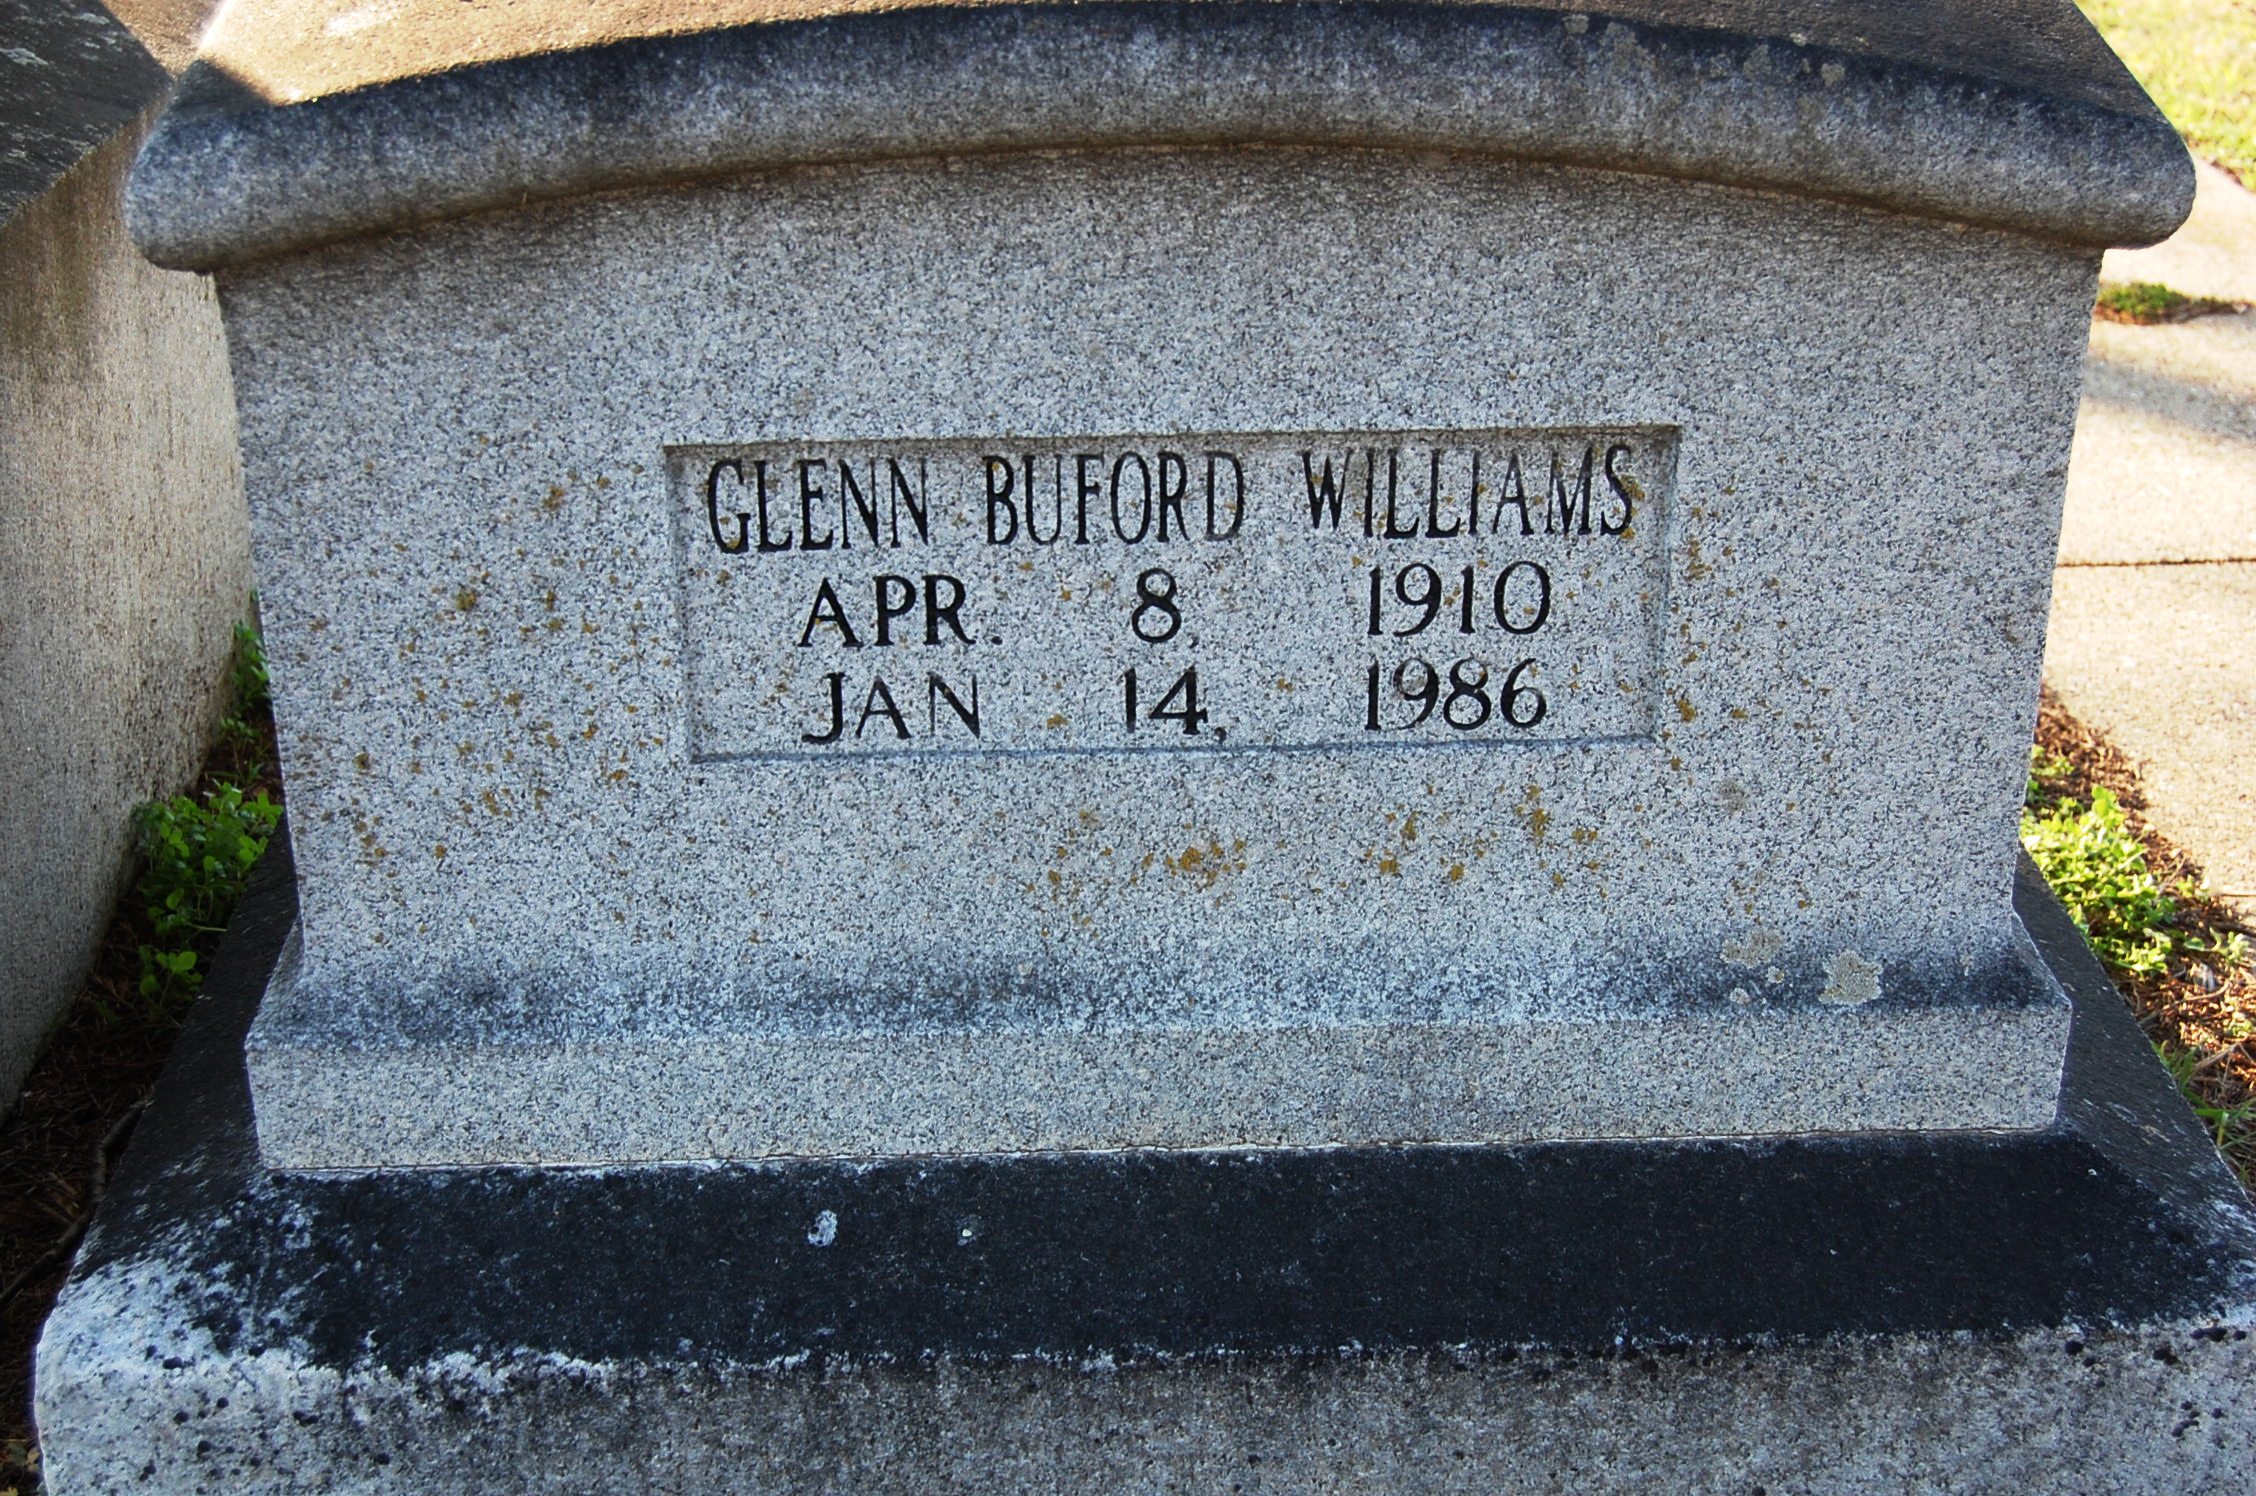 GLENN BUFORD WILLIAMS
APR. 8, 1910
JAN 14, 1986